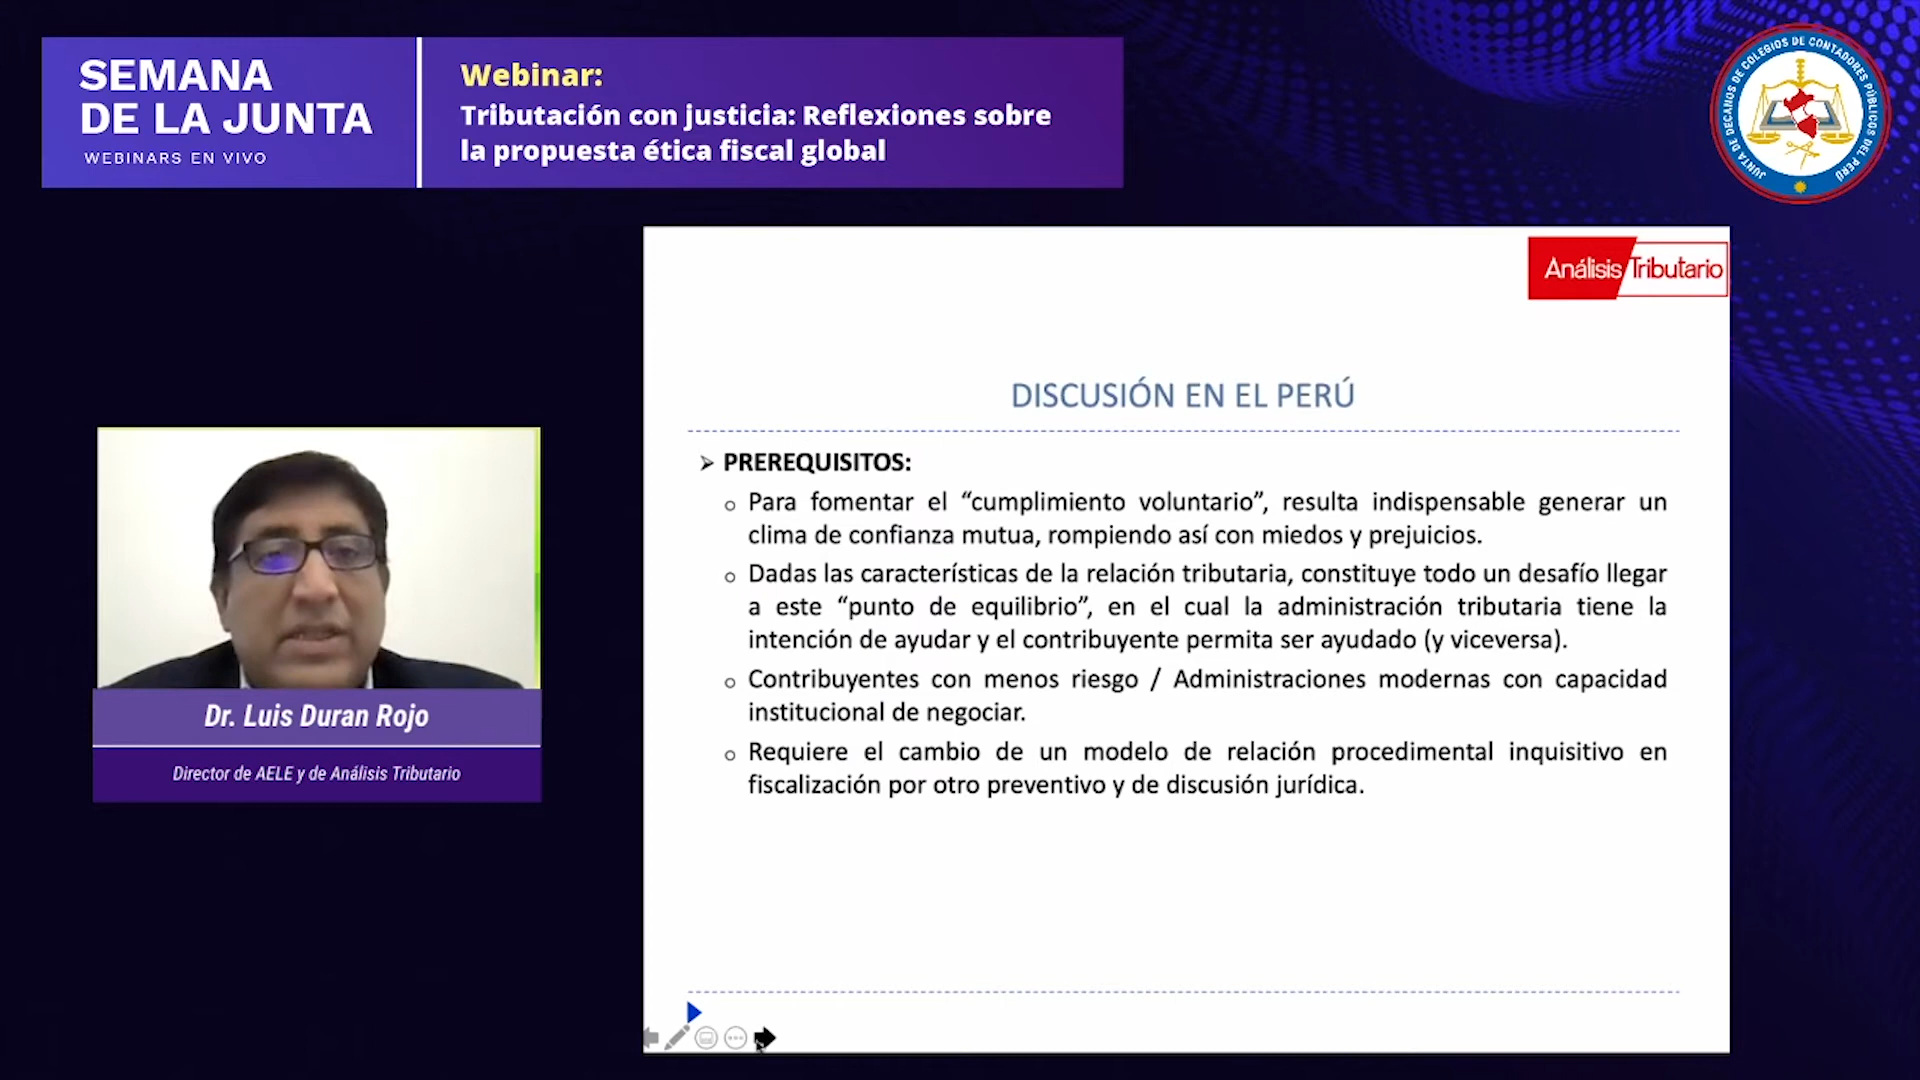 SEMANA
DE LA JUNTA
WEBINARS EN VIVO
Webinar:
Tributación con justicia: Reflexiones sobre
la propuesta ética fiscal global
JUNTA DE DECANOS DE COLEGIOS DE CONTADORES PÚBLICOS DEL PERÚ
Análisis Tributario
DISCUSIÓN EN EL PERÚ
➢ PREREQUISITOS:
o Para fomentar el “cumplimiento voluntario”, resulta indispensable generar un
clima de confianza mutua, rompiendo así con miedos y prejuicios.
o Dadas las características de la relación tributaria, constituye todo un desafío llegar
a este “punto de equilibrio”, en el cual la administración tributaria tiene la
intención de ayudar y el contribuyente permita ser ayudado (y viceversa).
o Contribuyentes con menos riesgo / Administraciones modernas con capacidad
institucional de negociar.
o Requiere el cambio de un modelo de relación procedimental inquisitivo en
fiscalización por otro preventivo y de discusión jurídica.
Dr. Luis Duran Rojo
Director de AELE y de Análisis Tributario